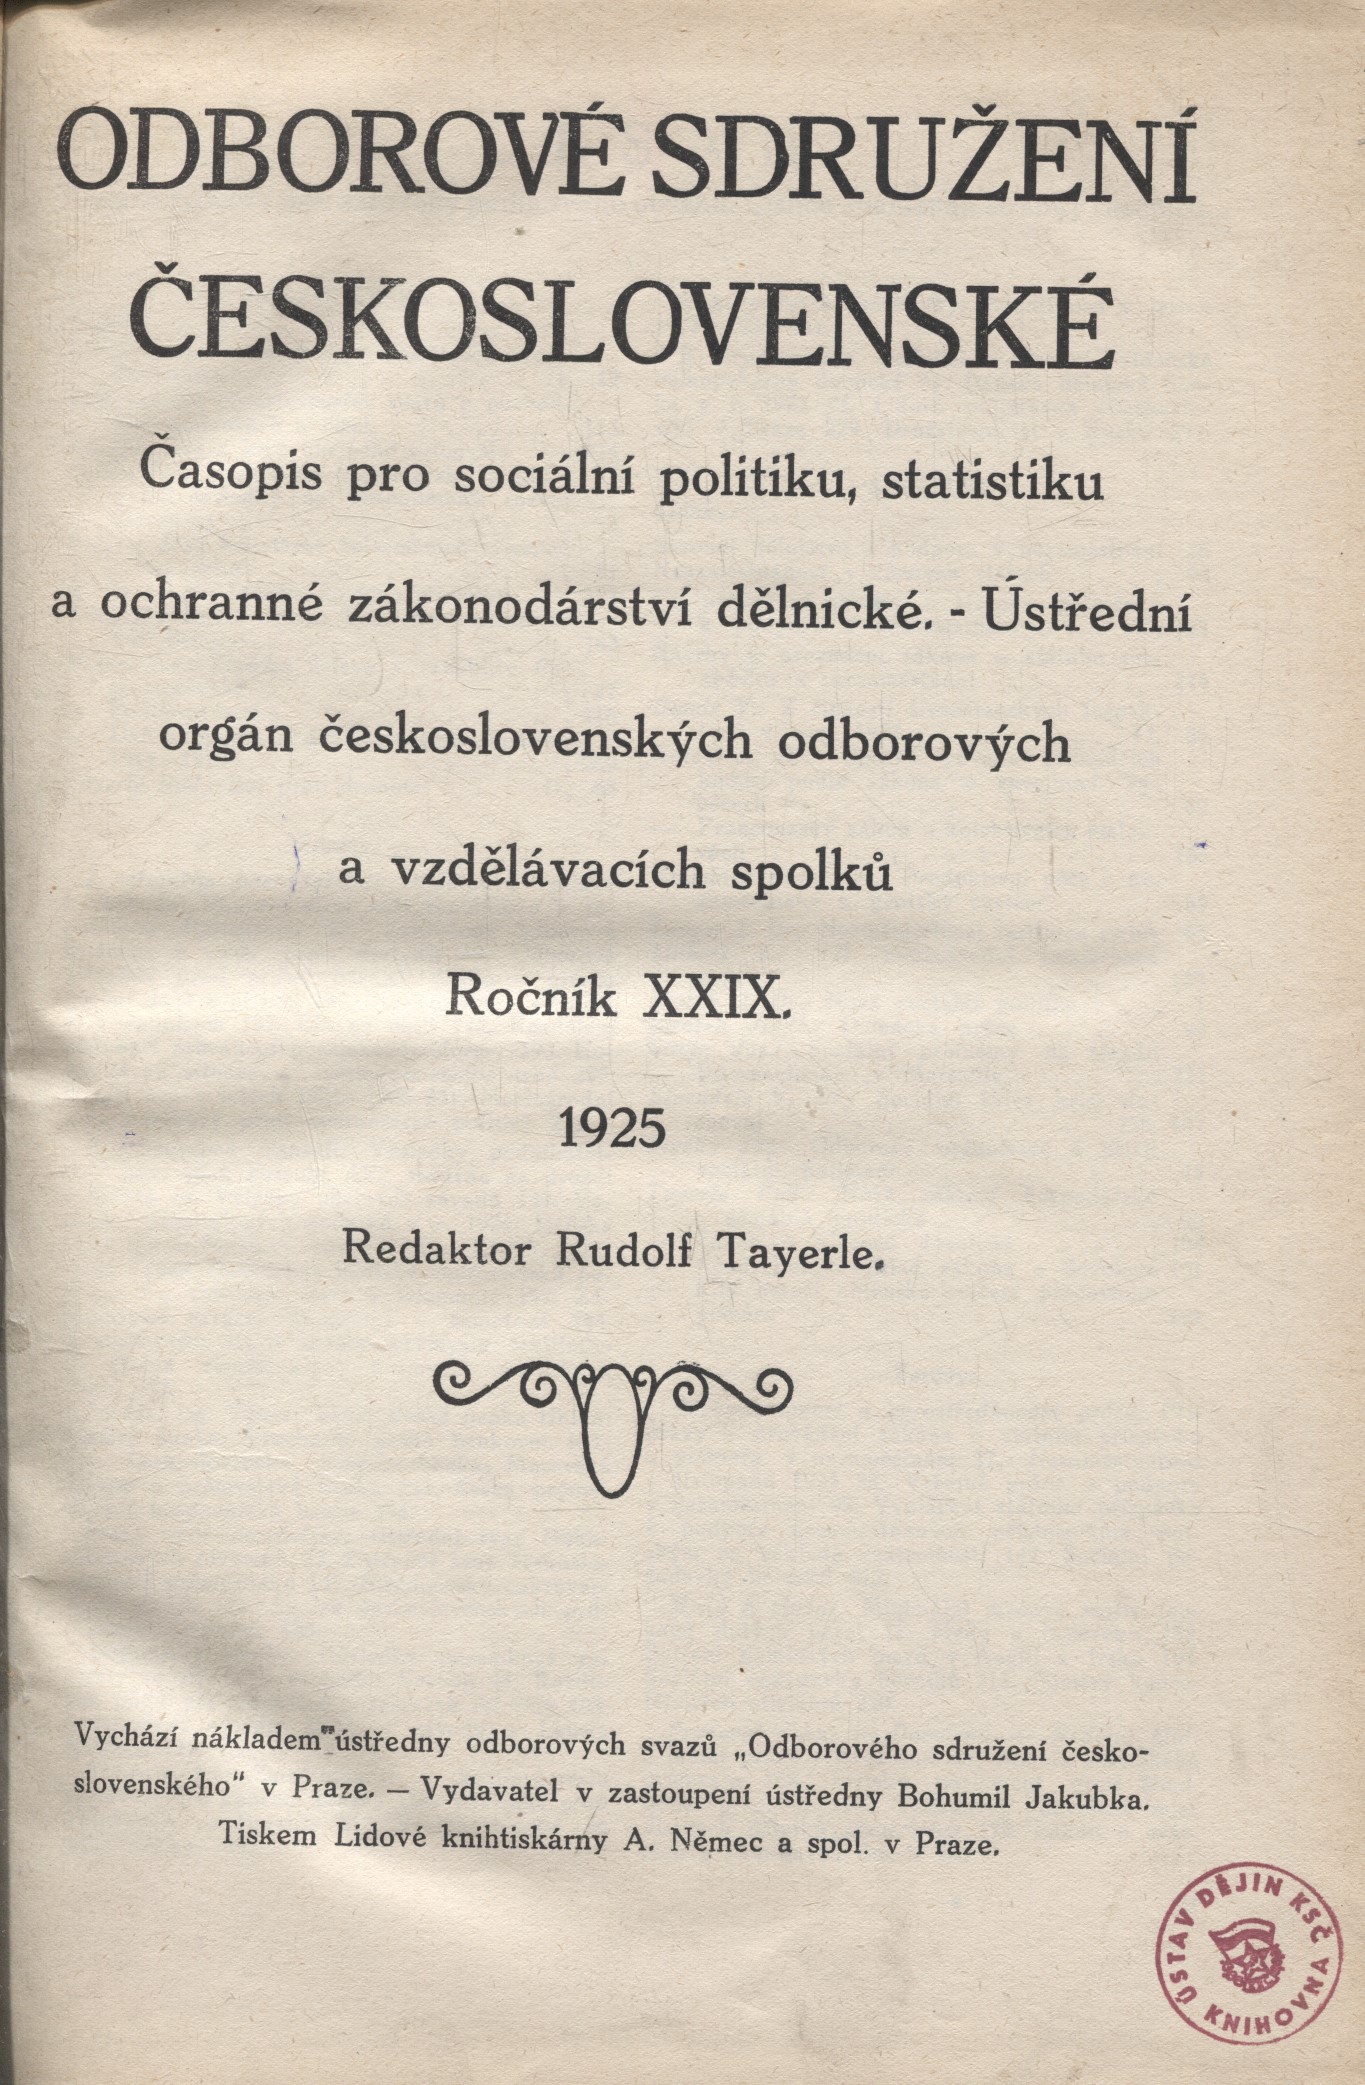 ODBOROVÉ SDRUŽENÍ
ČESKOSLOVENSKÉ
Časopis pro sociální politiku, statistiku
a ochranné zákonodárství dělnické. - Ústřední
orgán československých odborových
a vzdělávacích spolků
Ročník XXIX.
1925
Redaktor Rudolf Tayerle.
Vychází nákladem ústředny odborových svazů „Odborového sdružení česko-
slovenského“ v Praze. — Vydavatel v zastoupení ústředny Bohumil Jakubka.
Tiskem Lidové knihtiskárny A. Němec a spol. v Praze.
ÚSTAV DĚJIN KSČ
KNIHOVNA